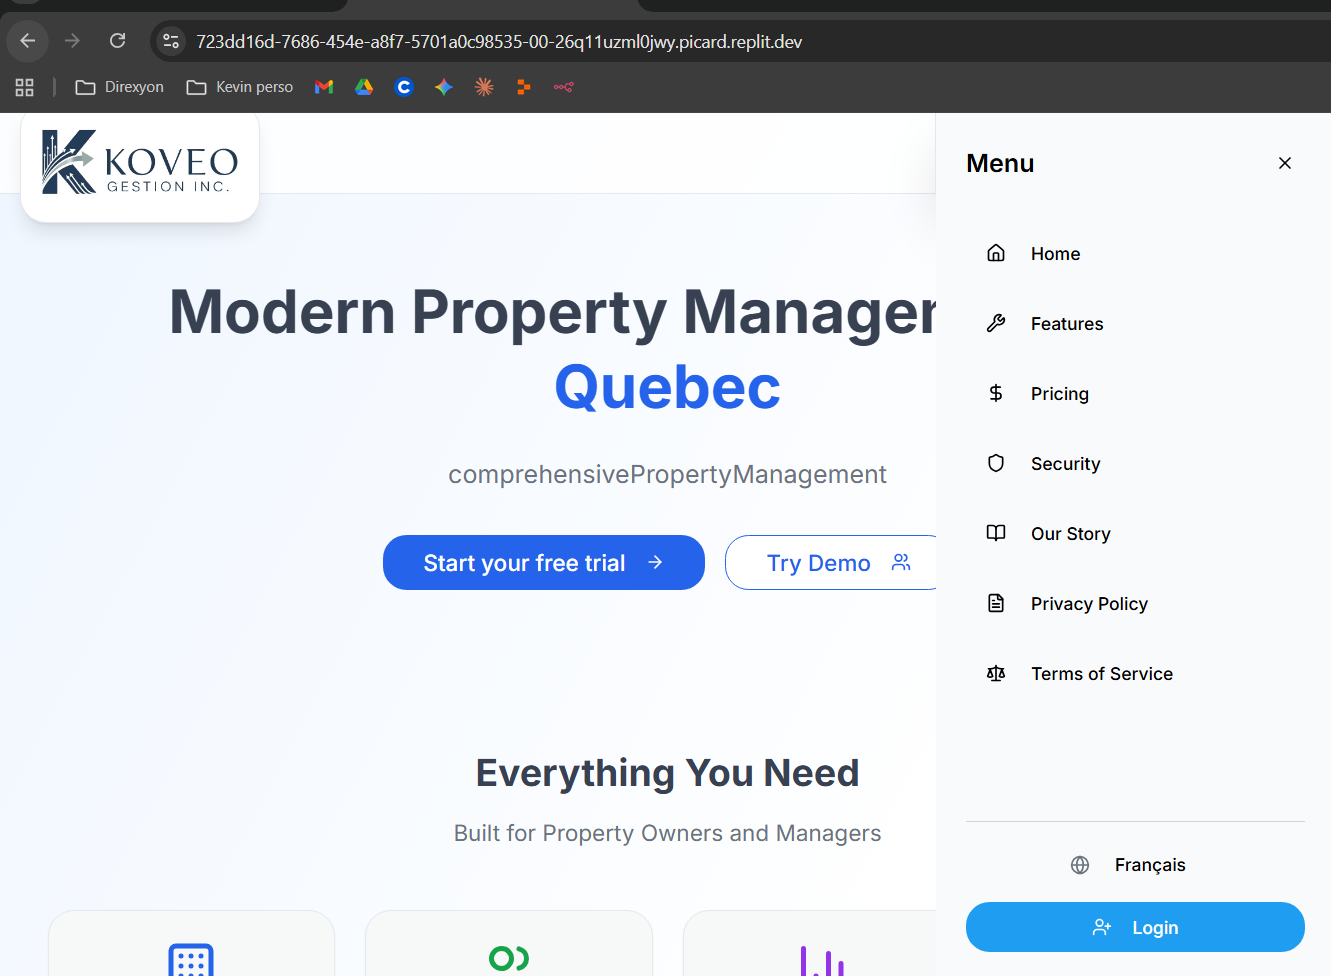 723dd16d-7686-454e-a8f7-5701a0c98535-00-26q11uzml0jwy.picard.replit.dev
Direxyon
Kevin perso
KOVEO
GESTION INC.
Modern Property Manager
Quebec
comprehensivePropertyManagement
Start your free trial
Try Demo
Everything You Need
Built for Property Owners and Managers
Menu
Home
Features
Pricing
Security
Our Story
Privacy Policy
Terms of Service
Français
Login